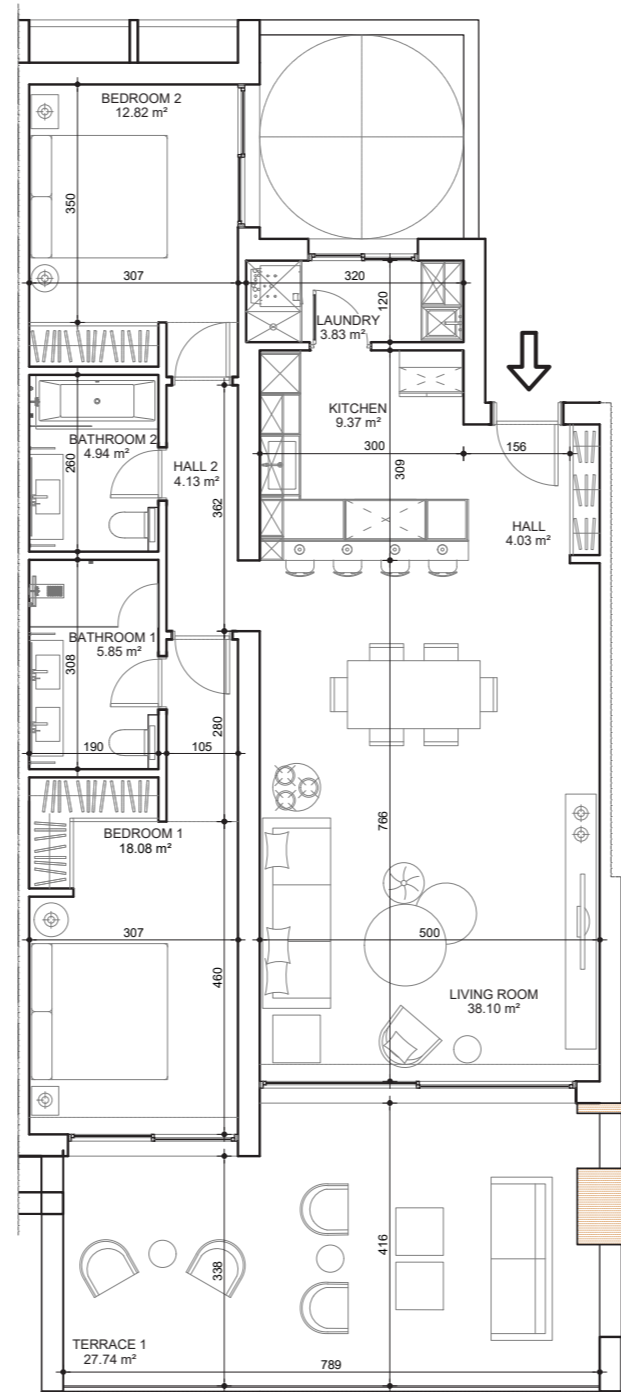 BEDROOM 2
12.82 m²
350
307
320
120
LAUNDRY
3.83 m²
KITCHEN
9.37 m²
300
309
156
HALL
4.03 m²
BATHROOM 2
4.94 m²
260
HALL 2
4.13 m²
362
BATHROOM 1
5.85 m²
308
190
105
280
BEDROOM 1
18.08 m²
307
460
766
500
LIVING ROOM
38.10 m²
416
338
TERRACE 1
27.74 m²
789